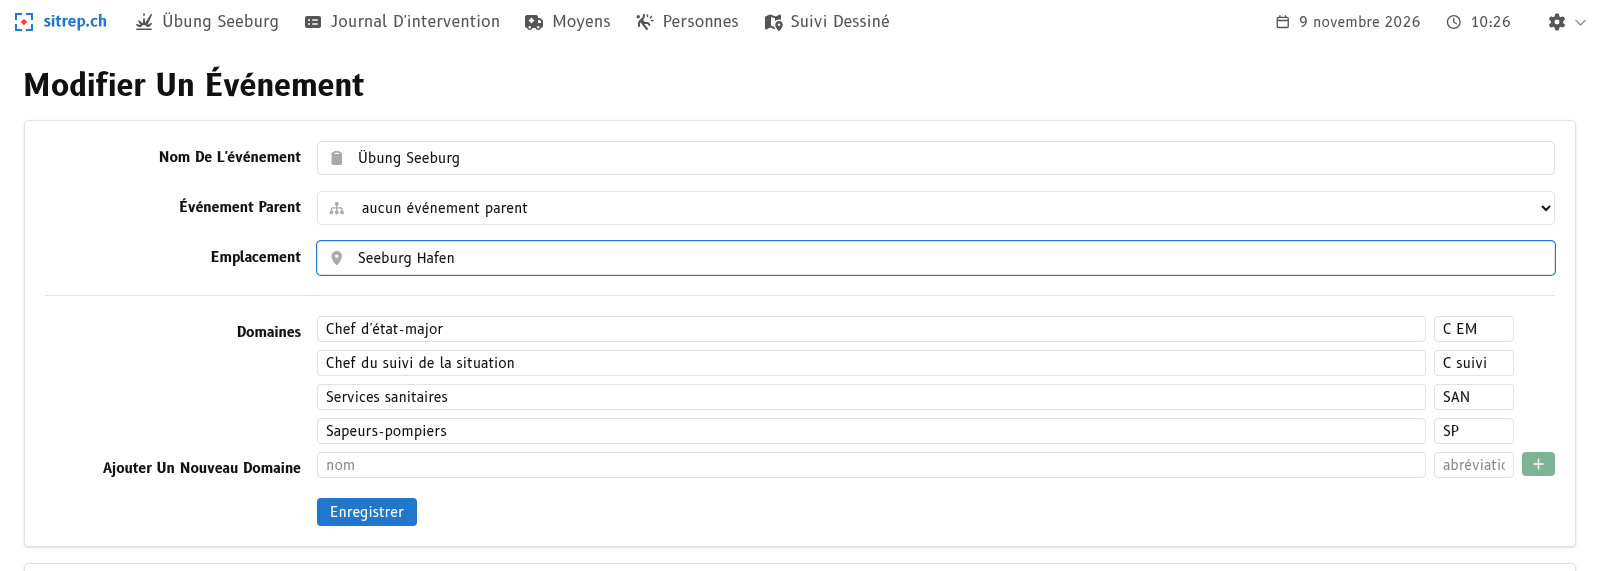 sitrep.ch Übung Seeburg Journal D'intervention Moyens Personnes Suivi Dessiné 9 novembre 2026 10:26
Modifier Un Événement
Nom De L'événement Übung Seeburg
Événement Parent aucun événement parent
Emplacement Seeburg Hafen
Domaines Chef d'état-major C EM
Chef du suivi de la situation C suivi
Services sanitaires SAN
Sapeurs-pompiers SP
Ajouter Un Nouveau Domaine nom abréviatic
Enregistrer